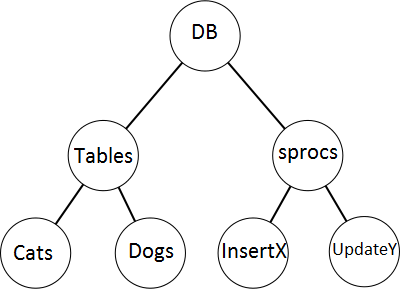 DB
Tables
sprocs
Cats
Dogs
InsertX
UpdateY